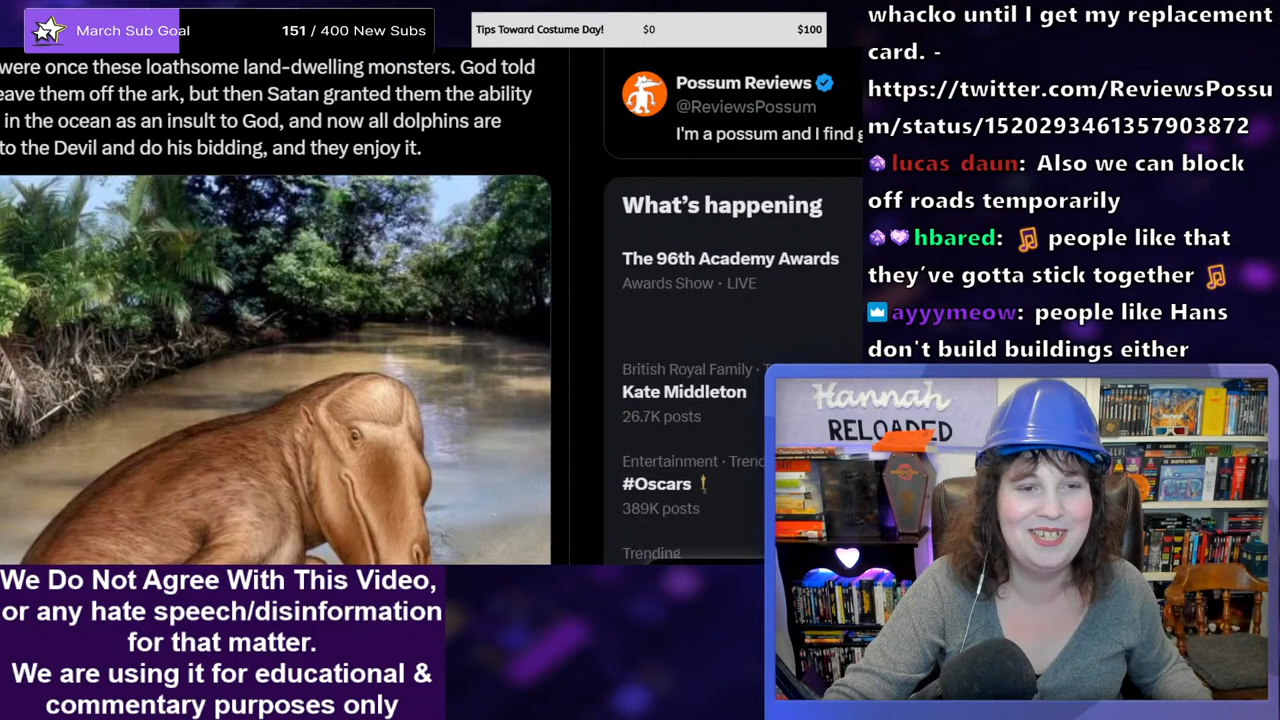 March Sub Goal
151 / 400 New Subs
Tips Toward Costume Day!
$0
$100
were once these loathsome land-dwelling monsters. God told
eave them off the ark, but then Satan granted them the ability
in the ocean as an insult to God, and now all dolphins are
to the Devil and do his bidding, and they enjoy it.
Possum Reviews
@ReviewsPossum
I'm a possum and I find g
What's happening
The 96th Academy Awards
Awards Show · LIVE
British Royal Family · T
Kate Middleton
26.7K posts
Entertainment · Trend
#Oscars
389K posts
Trending
whacko until I get my replacement
card. -
https://twitter.com/ReviewsPossu
m/status/1520293461357903872
lucas_daun: Also we can block
off roads temporarily
hbared: people like that
they've gotta stick together
ayyymeow: people like Hans
don't build buildings either
Hannah
RELOADED
We Do Not Agree With This Video,
or any hate speech/disinformation
for that matter.
We are using it for educational &
commentary purposes only